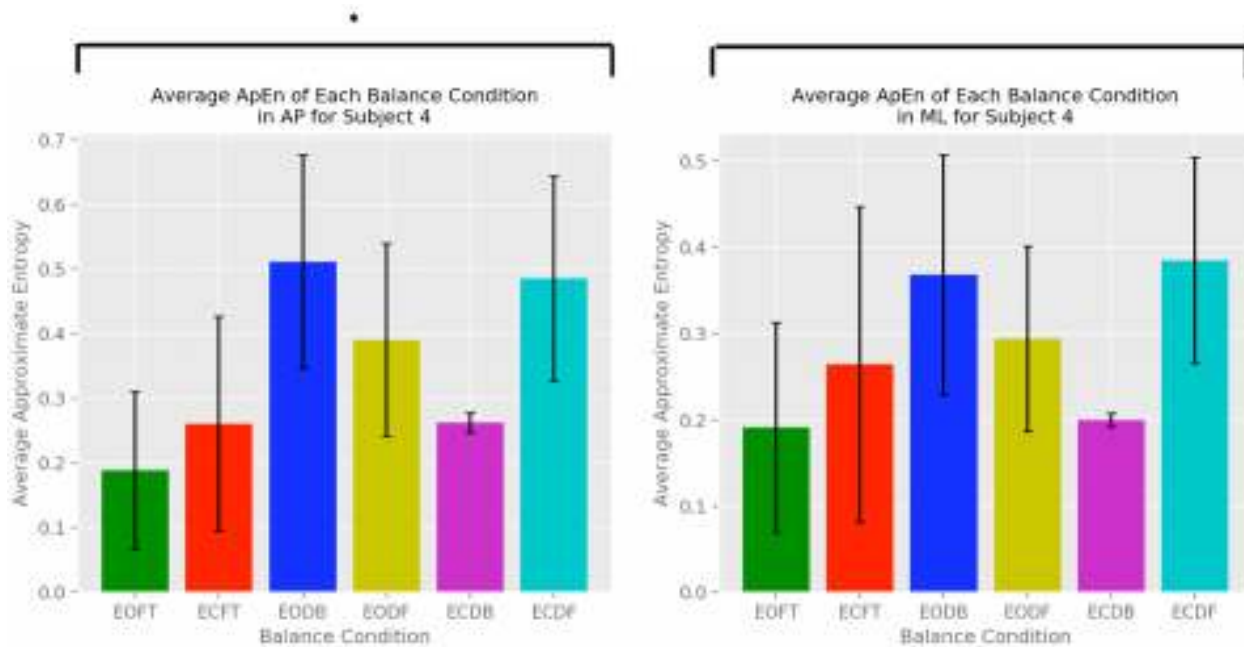 *
Average ApEn of Each Balance Condition
in AP for Subject 4
0.7
0.6
0.5
0.4
0.3
0.2
0.1
0.0
Average Approximate Entropy
EOFT ECFT EODB EODF ECDB ECDF
Balance Condition
Average ApEn of Each Balance Condition
in ML for Subject 4
0.5
0.4
0.3
0.2
0.1
0.0
Average Approximate Entropy
EOFT ECFT EODB EODF ECDB ECDF
Balance Condition